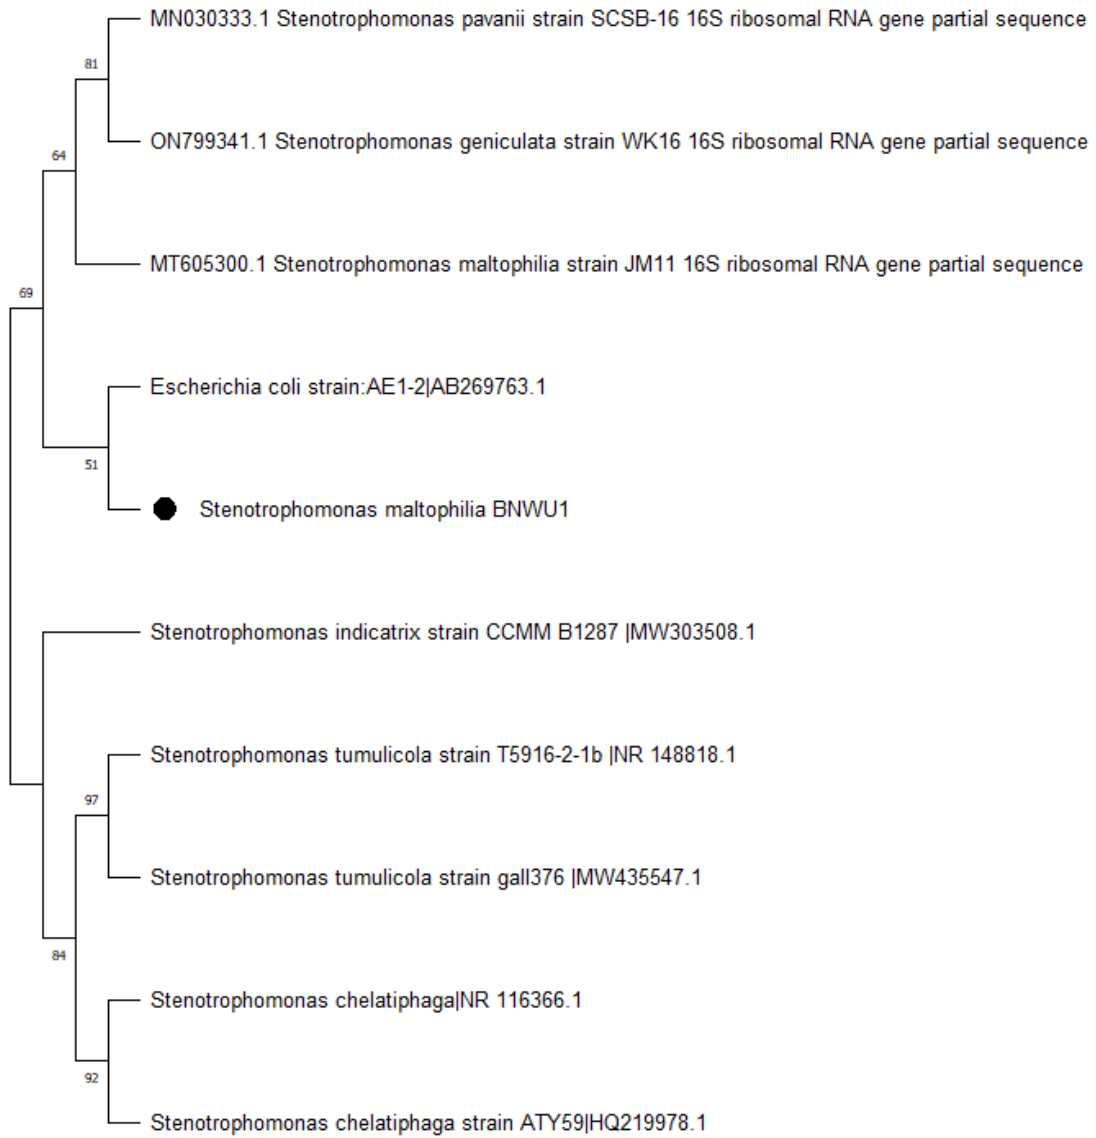 MN030333.1 Stenotrophomonas pavanii strain SCSB-16 16S ribosomal RNA gene partial sequence
81
ON799341.1 Stenotrophomonas geniculata strain WK16 16S ribosomal RNA gene partial sequence
64
MT605300.1 Stenotrophomonas maltophilia strain JM11 16S ribosomal RNA gene partial sequence
69
Escherichia coli strain:AE1-2|AB269763.1
51
Stenotrophomonas maltophilia BNWU1
Stenotrophomonas indicatrix strain CCMM B1287 |MW303508.1
Stenotrophomonas tumulicola strain T5916-2-1b |NR 148818.1
97
Stenotrophomonas tumulicola strain gall376 |MW435547.1
84
Stenotrophomonas chelatiphaga|NR 116366.1
92
Stenotrophomonas chelatiphaga strain ATY59|HQ219978.1